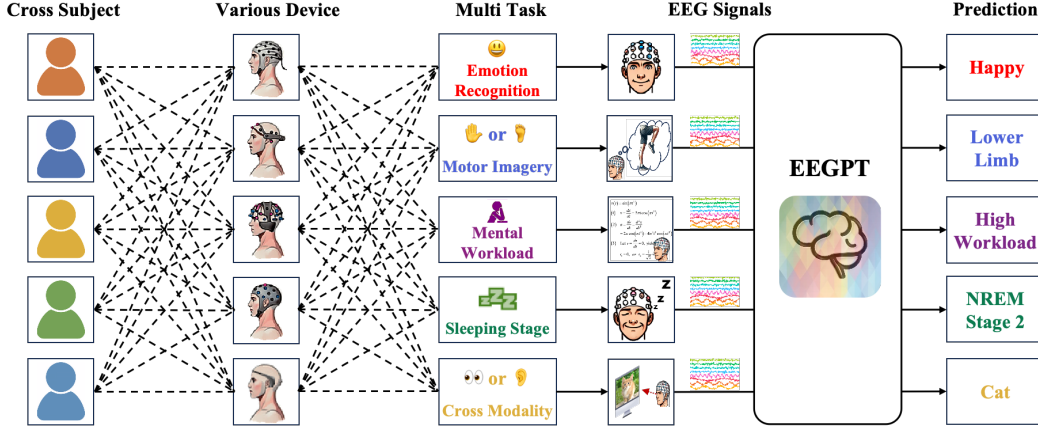 Cross Subject
Various Device
Multi Task
EEG Signals
Prediction
Emotion
Recognition
Happy
or
Motor Imagery
Lower
Limb
EEGPT
Mental
Workload
High
Workload
zZZ
Sleeping Stage
z
z
z
NREM
Stage 2
or
Cross Modality
Cat